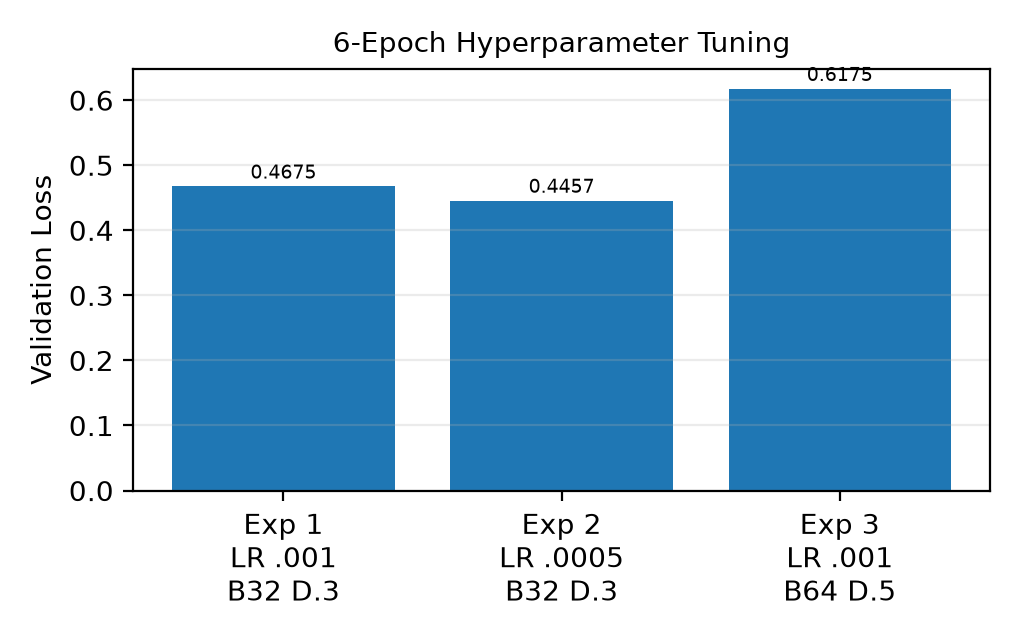 6-Epoch Hyperparameter Tuning
Validation Loss
0.6
0.5
0.4
0.3
0.2
0.1
0.0
0.4675
0.4457
0.6175
Exp 1
LR .001
B32 D.3
Exp 2
LR .0005
B32 D.3
Exp 3
LR .001
B64 D.5